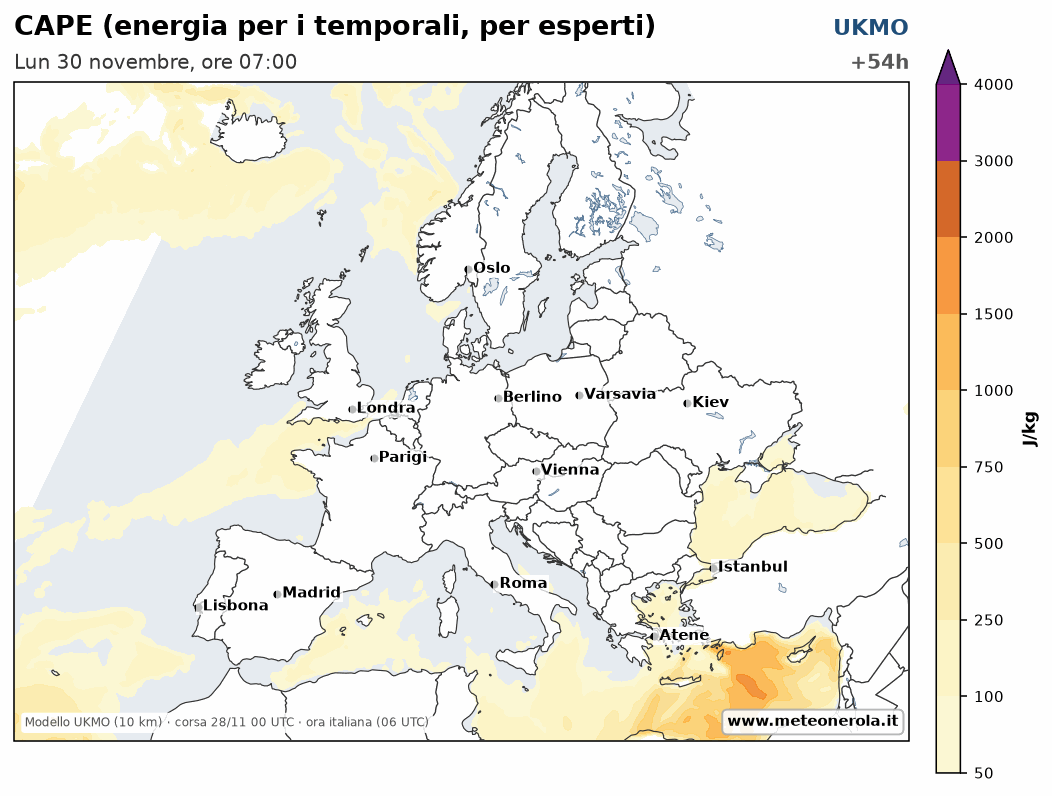 CAPE (energia per i temporali, per esperti)
UKMO
Lun 30 novembre, ore 07:00
+54h
4000
3000
2000
1500
1000
750
500
250
100
50
J/kg
Oslo
Londra
Berlino
Varsavia
Kiev
Parigi
Vienna
Istanbul
Roma
Madrid
Lisbona
Atene
Modello UKMO (10 km) · corsa 28/11 00 UTC · ora italiana (06 UTC)
www.meteonerola.it